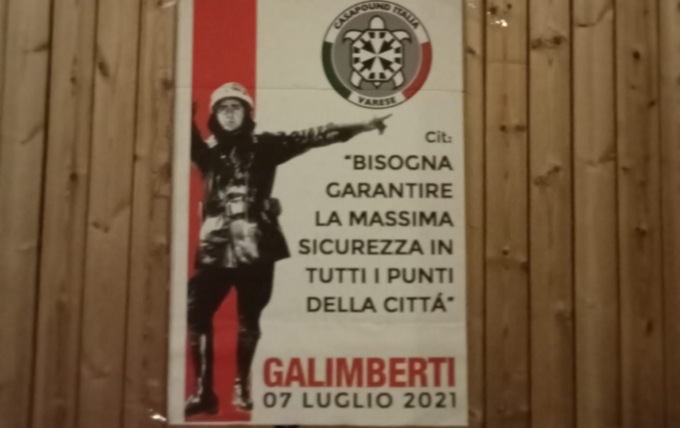 CASAPOUND ITALIA
VARESE
Cit:
"BISOGNA
GARANTIRE
LA MASSIMA
SICUREZZA IN
TUTTI I PUNTI
DELLA CITTÁ"
GALIMBERTI
07 LUGLIO 2021